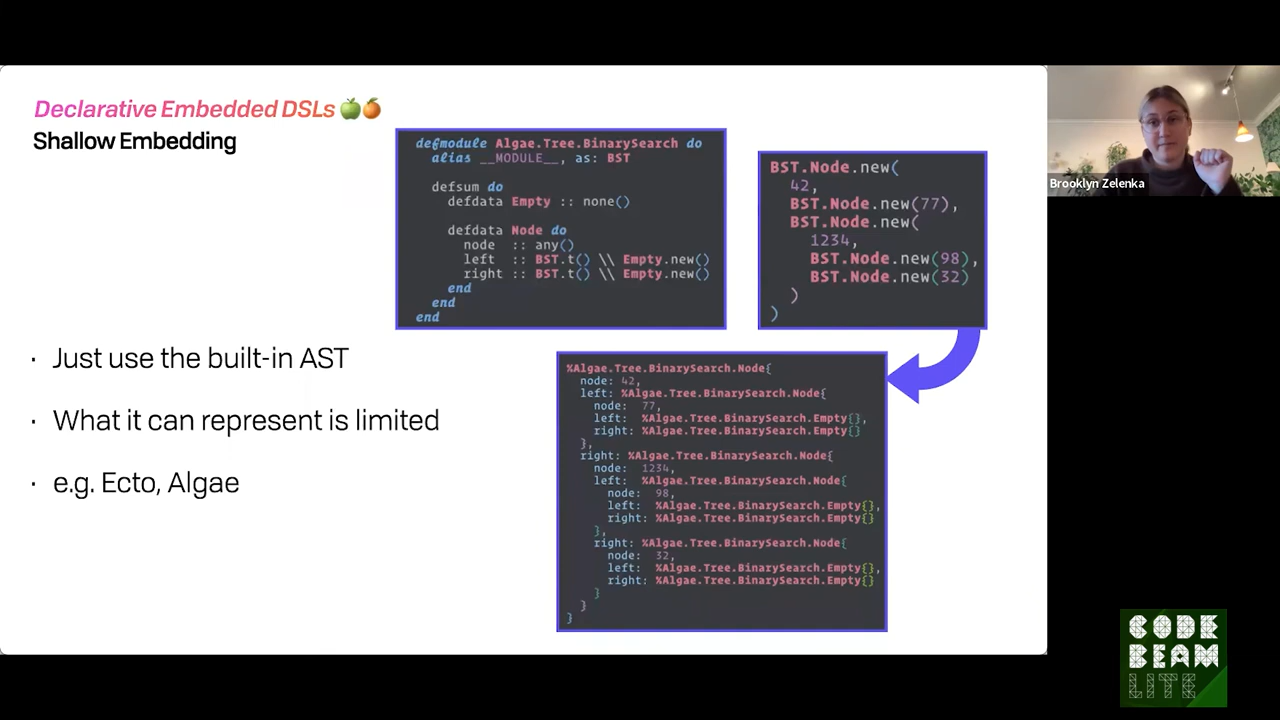 Declarative Embedded DSLs 🍏🍊
Shallow Embedding
defmodule Algae.Tree.BinarySearch do
  alias __MODULE__, as: BST
  defsum do
    defdata Empty :: none()
    defdata Node do
      node  :: any()
      left  :: BST.t() \\ Empty.new()
      right :: BST.t() \\ Empty.new()
    end
  end
end
BST.Node.new(
  42,
  BST.Node.new(77),
  BST.Node.new(
    1234,
    BST.Node.new(98),
    BST.Node.new(32)
  )
)
· Just use the built-in AST
· What it can represent is limited
· e.g. Ecto, Algae
%Algae.Tree.BinarySearch.Node{
  node: 42,
  left: %Algae.Tree.BinarySearch.Node{
    node:  77,
    left:  %Algae.Tree.BinarySearch.Empty{},
    right: %Algae.Tree.BinarySearch.Empty{}
  },
  right: %Algae.Tree.BinarySearch.Node{
    node:  1234,
    left: %Algae.Tree.BinarySearch.Node{
      node:  98,
      left:  %Algae.Tree.BinarySearch.Empty{},
      right: %Algae.Tree.BinarySearch.Empty{}
    },
    right: %Algae.Tree.BinarySearch.Node{
      node:  32,
      left:  %Algae.Tree.BinarySearch.Empty{},
      right: %Algae.Tree.BinarySearch.Empty{}
    }
  }
}
Brooklyn Zelenka
CODE
BEAM
LITE